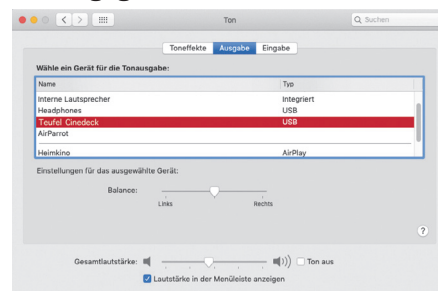 Ton
Suchen
Toneffekte Ausgabe Eingabe
Wähle ein Gerät für die Tonausgabe:
Name Typ
Interne Lautsprecher Integriert
Headphones USB
Teufel Cinedeck USB
AirParrot
Heimkino AirPlay
Einstellungen für das ausgewählte Gerät:
Balance:
Links Rechts
?
Gesamtlautstärke: Ton aus
Lautstärke in der Menüleiste anzeigen